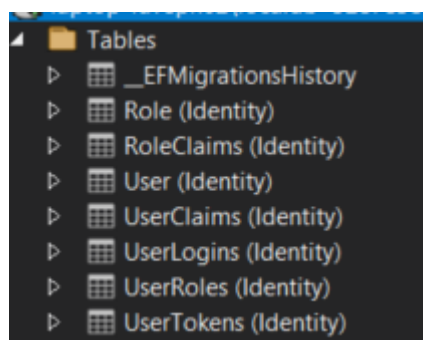 Tables
__EFMigrationsHistory
Role (Identity)
RoleClaims (Identity)
User (Identity)
UserClaims (Identity)
UserLogins (Identity)
UserRoles (Identity)
UserTokens (Identity)